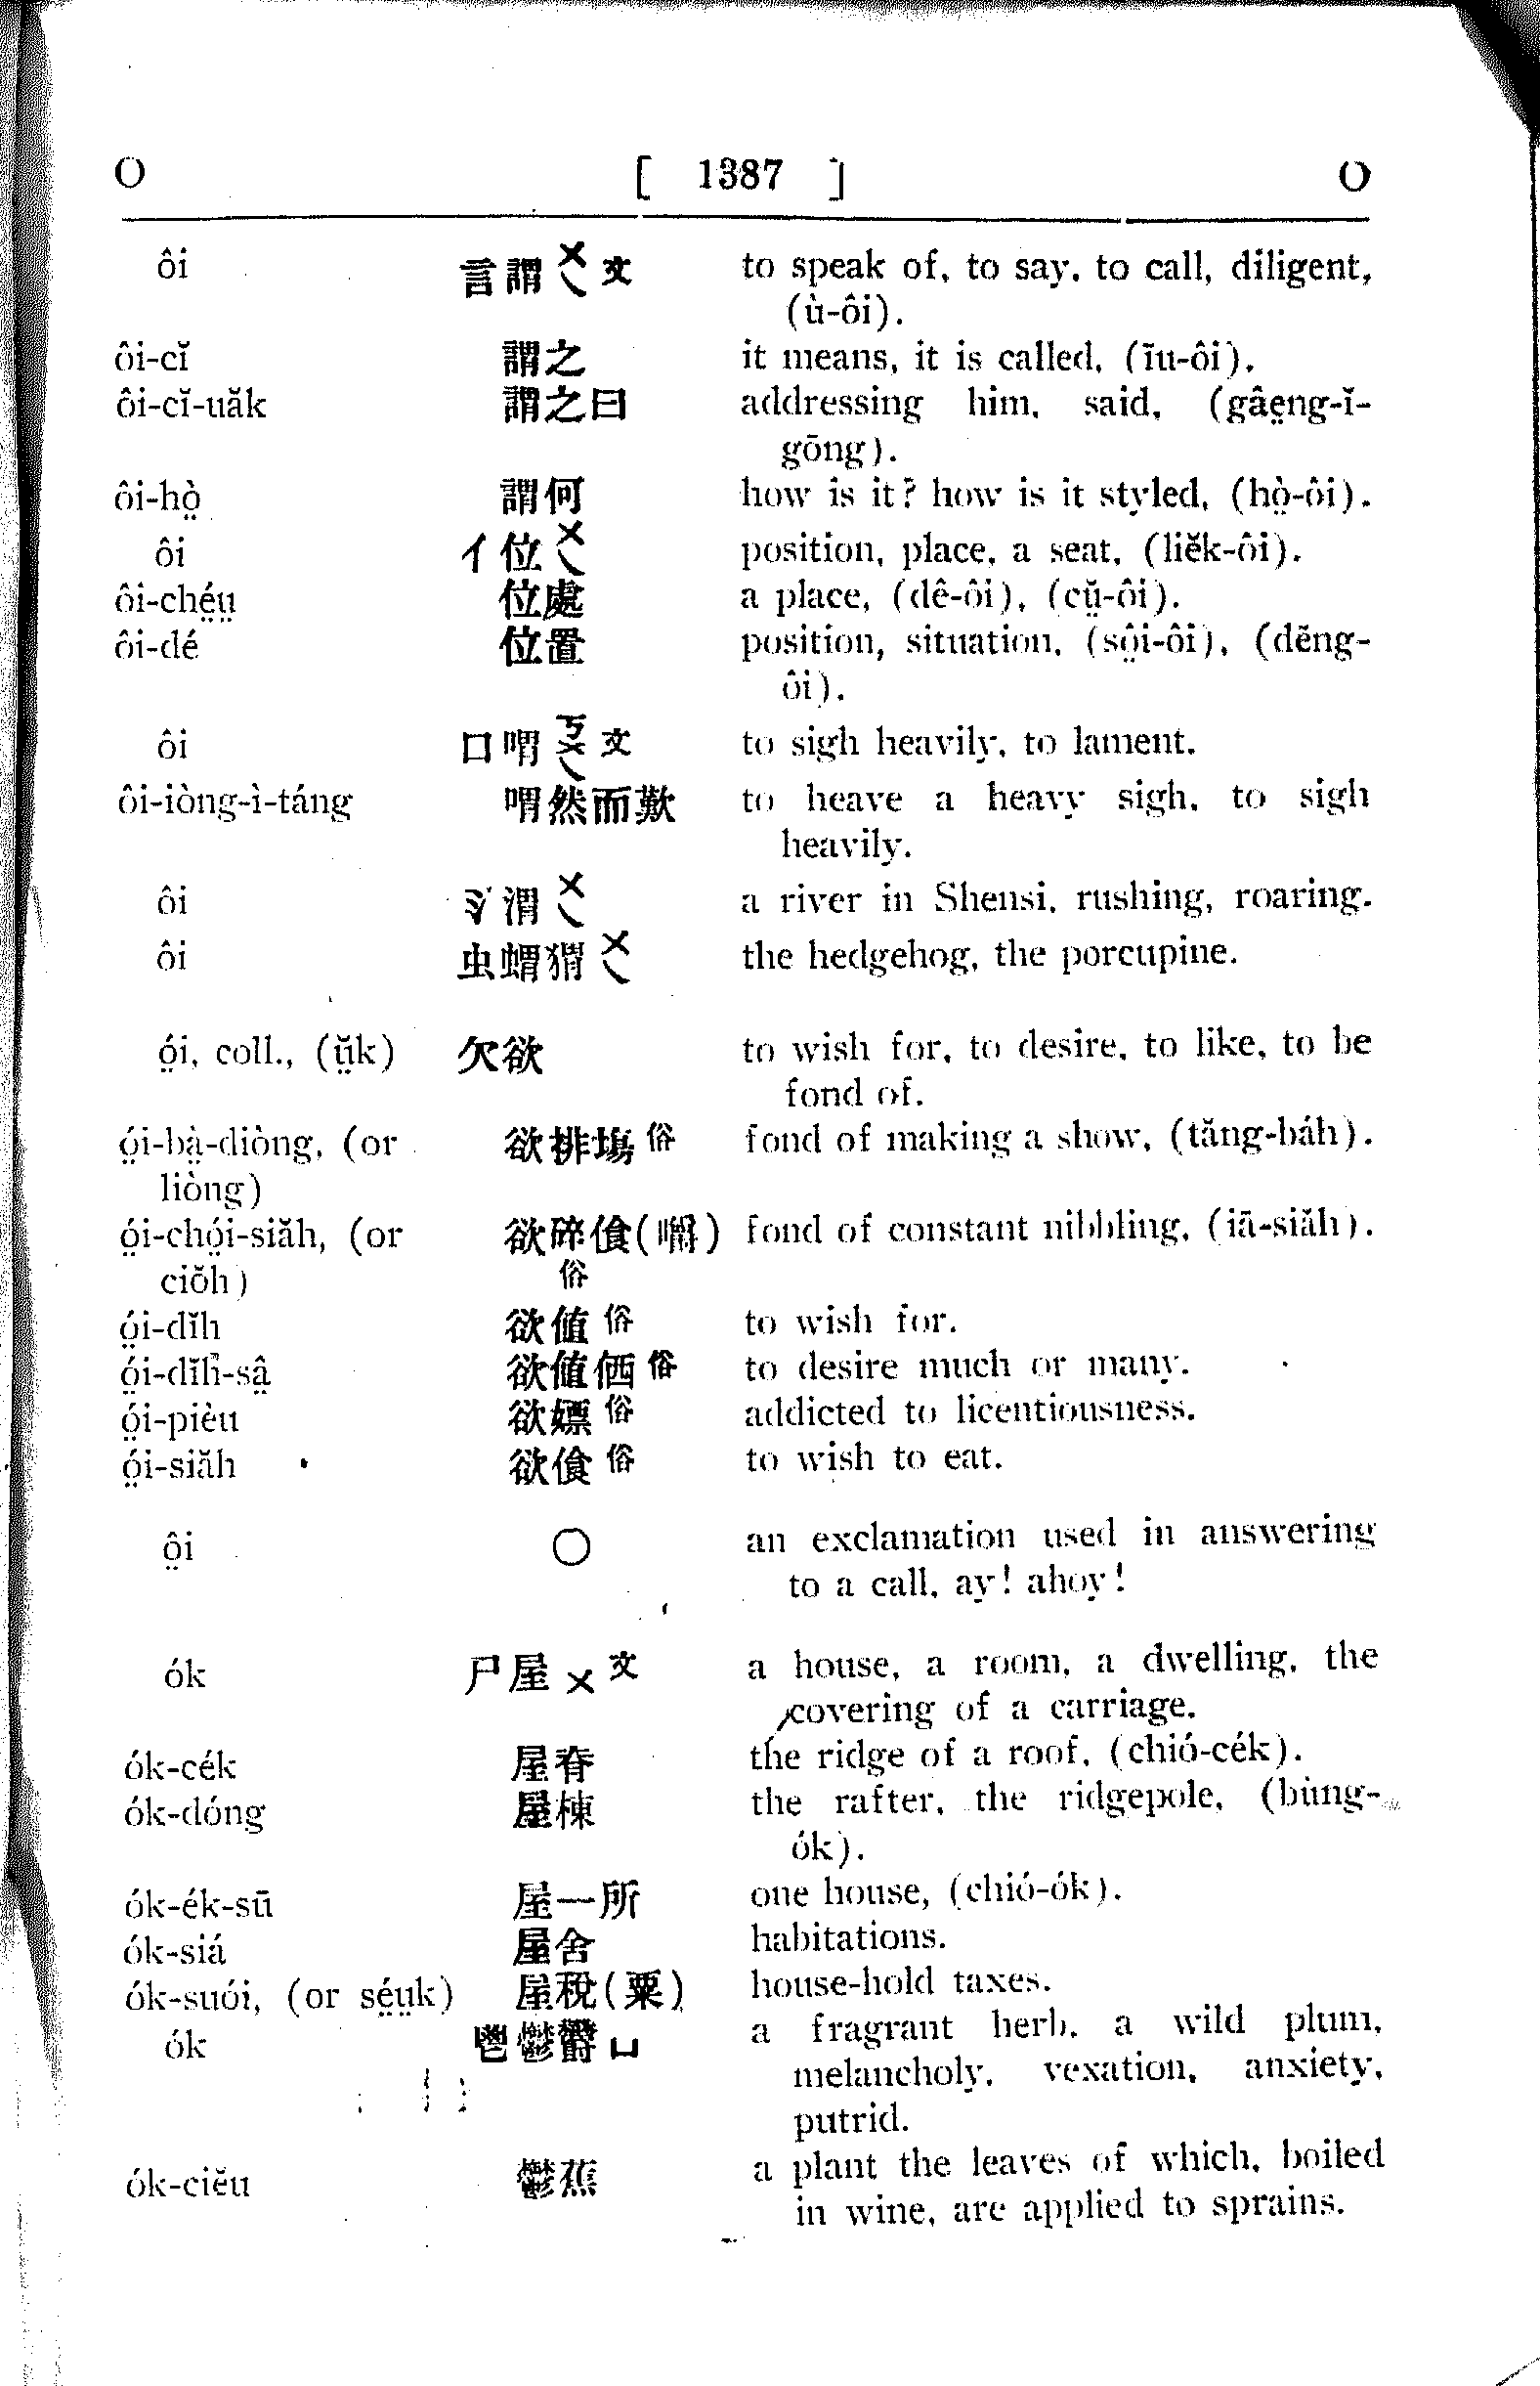 O [ 1387 ] O
ôi 言謂ㄨㄟ文 to speak of, to say, to call, diligent,
(ù-ôi).
ôi-cĭ 謂之 it means, it is called, (īu-ôi).
ôi-cĭ-uăk 謂之曰 addressing him, said, (gâe̤ng-ĭ-
gōng).
ôi-hò̤ 謂何 how is it? how is it styled, (hò̤-ôi).
ôi 亻位ㄨㄟ position, place, a seat, (liĕk-ôi).
ôi-ché̤ṳ 位處 a place, (dê-ôi), (cṳ̆-ôi).
ôi-dé 位置 position, situation, (sô̤i-ôi), (dĕng-
ôi).
ôi 口喟ㄎㄨㄟ文 to sigh heavily, to lament.
ôi-iòng-ì-táng 喟然而歎 to heave a heavy sigh, to sigh
heavily.
ôi 氵渭ㄨㄟ a river in Shensi, rushing, roaring.
ôi 虫蝟猬ㄨㄟ the hedgehog, the porcupine.
ó̤i, coll., (ṳ̆k) 欠欲 to wish for, to desire, to like, to be
fond of.
ó̤i-bà̤-diòng, (or 欲排塲俗 fond of making a show, (tăng-báh).
liòng)
ó̤i-chó̤i-siăh, (or 欲碎飠(嚼) fond of constant nibbling, (iā-siăh).
ciŏh) 俗
ó̤i-dĭh 欲値俗 to wish for.
ó̤i-dĭh-sâ̤ 欲値俗 to desire much or many.
ó̤i-pièu 欲嫖俗 addicted to licentiousness.
ó̤i-siăh 欲俗 to wish to eat.
ô̤i ○ an exclamation used in answering
to a call, ay! ahoy!
ók 尸屋ㄨ文 a house, a room, a dwelling, the
covering of a carriage.
ók-cék 屋脊 the ridge of a roof, (chió-cék).
ók-dóng 屋棟 the rafter, the ridgepole, (búng-
ók).
ók-ék-sū 屋一所 one house, (chió-ók).
ók-siá 屋舍 habitations.
ók-suói, (or sé̤ṳk) 屋稅(粟) house-hold taxes.
ók 鬯鬱欝ㄩ a fragrant herb, a wild plum,
melancholy, vexation, anxiety,
putrid.
ók-ciĕu 鬱蕉 a plant the leaves of which, boiled
in wine, are applied to sprains.